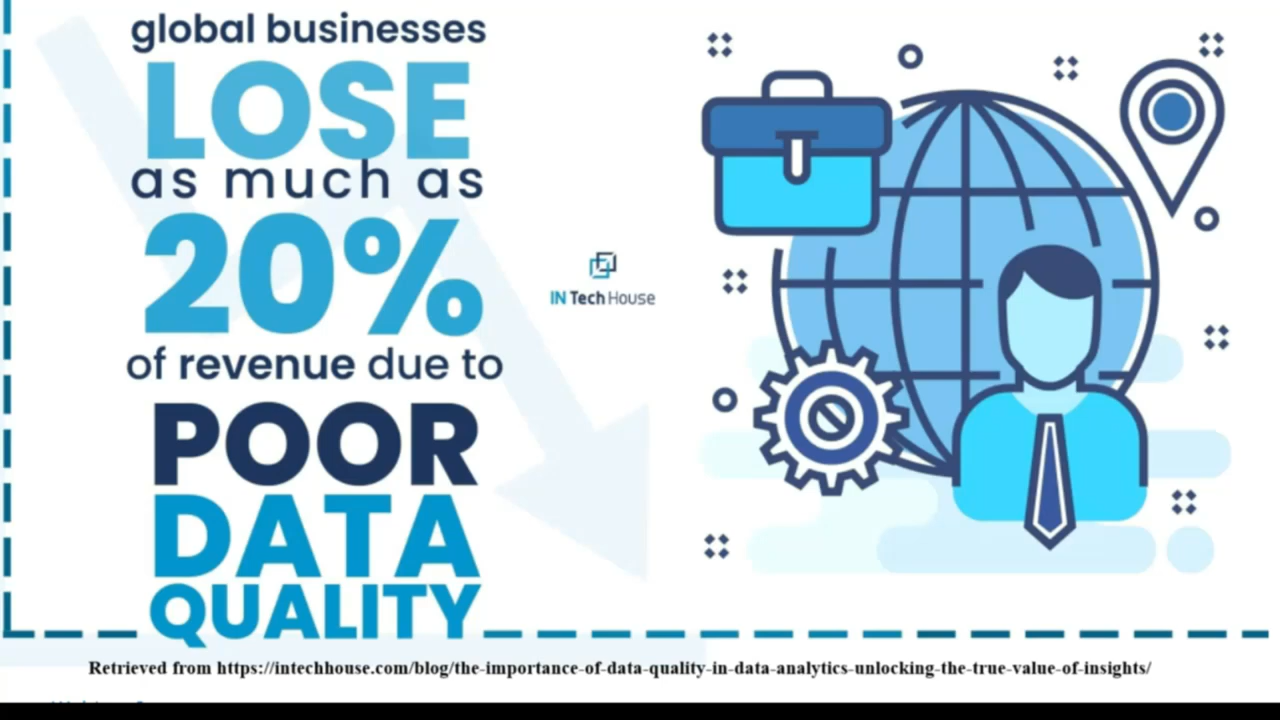 global businesses
LOSE
as much as
20%
of revenue due to
POOR
DATA
QUALITY
IN Tech House
Retrieved from https://intechhouse.com/blog/the-importance-of-data-quality-in-data-analytics-unlocking-the-true-value-of-insights/